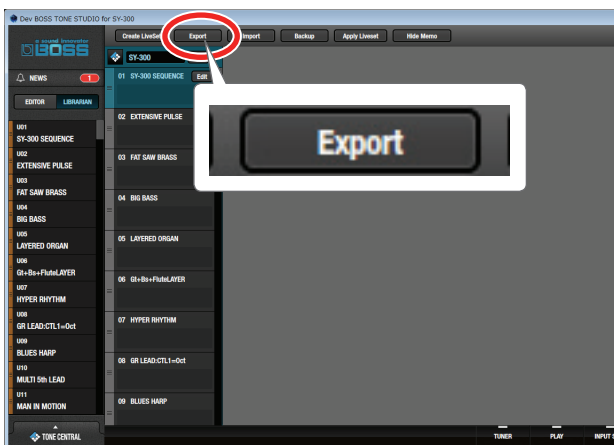 Dev BOSS TONE STUDIO for SY-300
Create LiveSet Export Import Backup Apply Liveset Hide Memo
a sound innovator
BOSS
NEWS 1
EDITOR LIBRARIAN
U01
SY-300 SEQUENCE
U02
EXTENSIVE PULSE
U03
FAT SAW BRASS
U04
BIG BASS
U05
LAYERED ORGAN
U06
Gt+Bs+FluteLAYER
U07
HYPER RHYTHM
U08
GR LEAD:CTL1=Oct
U09
BLUES HARP
U10
MULTI 5th LEAD
U11
MAN IN MOTION
TONE CENTRAL
SY-300
01 SY-300 SEQUENCE Edit
02 EXTENSIVE PULSE
03 FAT SAW BRASS
04 BIG BASS
05 LAYERED ORGAN
06 Gt+Bs+FluteLAYER
07 HYPER RHYTHM
08 GR LEAD:CTL1=Oct
09 BLUES HARP
Export
TUNER PLAY INPUT